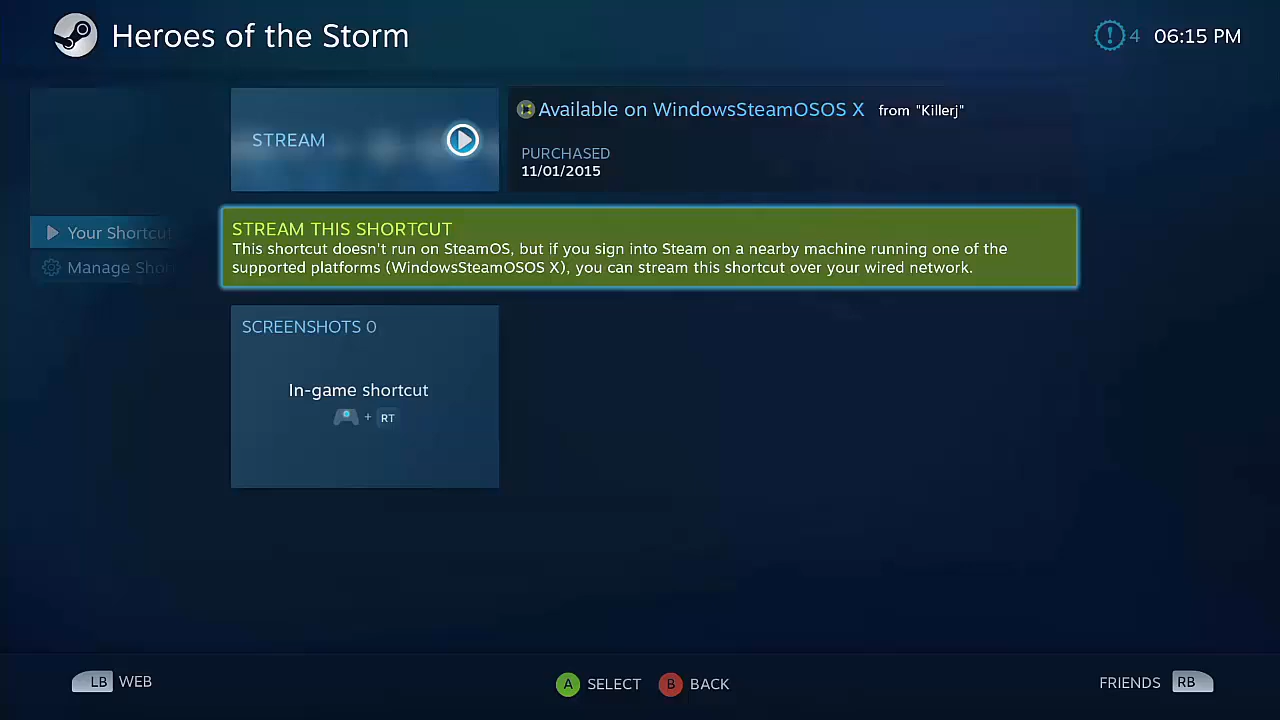 Heroes of the Storm
4 06:15 PM
STREAM
Available on WindowsSteamOSOS X from "Killerj"
PURCHASED
11/01/2015
Your Shortcut
Manage Shor
STREAM THIS SHORTCUT
This shortcut doesn't run on SteamOS, but if you sign into Steam on a nearby machine running one of the
supported platforms (WindowsSteamOSOS X), you can stream this shortcut over your wired network.
SCREENSHOTS 0
In-game shortcut
+ RT
LB WEB
A SELECT B BACK
FRIENDS RB